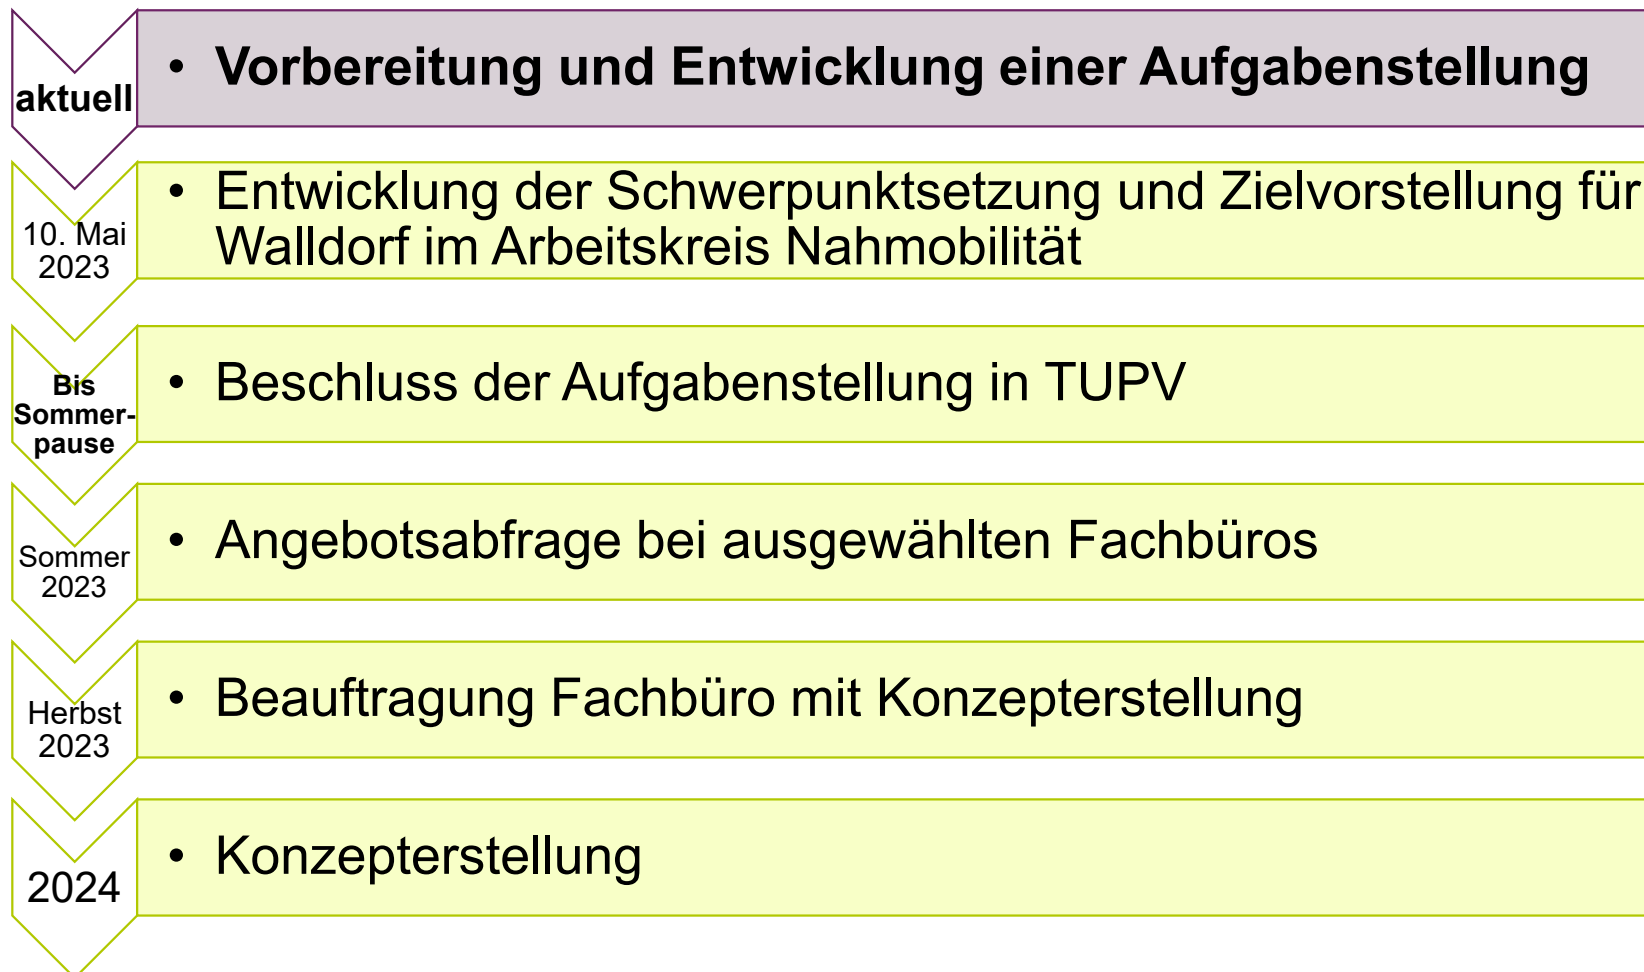 aktuell
• Vorbereitung und Entwicklung einer Aufgabenstellung
10. Mai
2023
• Entwicklung der Schwerpunktsetzung und Zielvorstellung für
Walldorf im Arbeitskreis Nahmobilität
Bis
Sommer-
pause
• Beschluss der Aufgabenstellung in TUPV
Sommer
2023
• Angebotsabfrage bei ausgewählten Fachbüros
Herbst
2023
• Beauftragung Fachbüro mit Konzepterstellung
2024
• Konzepterstellung